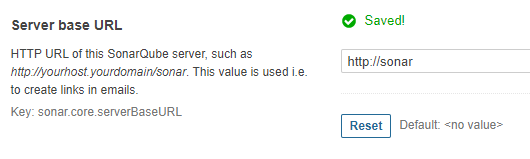 Server base URL
HTTP URL of this SonarQube server, such as
http://yourhost.yourdomain/sonar. This value is used i.e.
to create links in emails.
Key: sonar.core.serverBaseURL
Saved!
http://sonar
Reset Default: <no value>